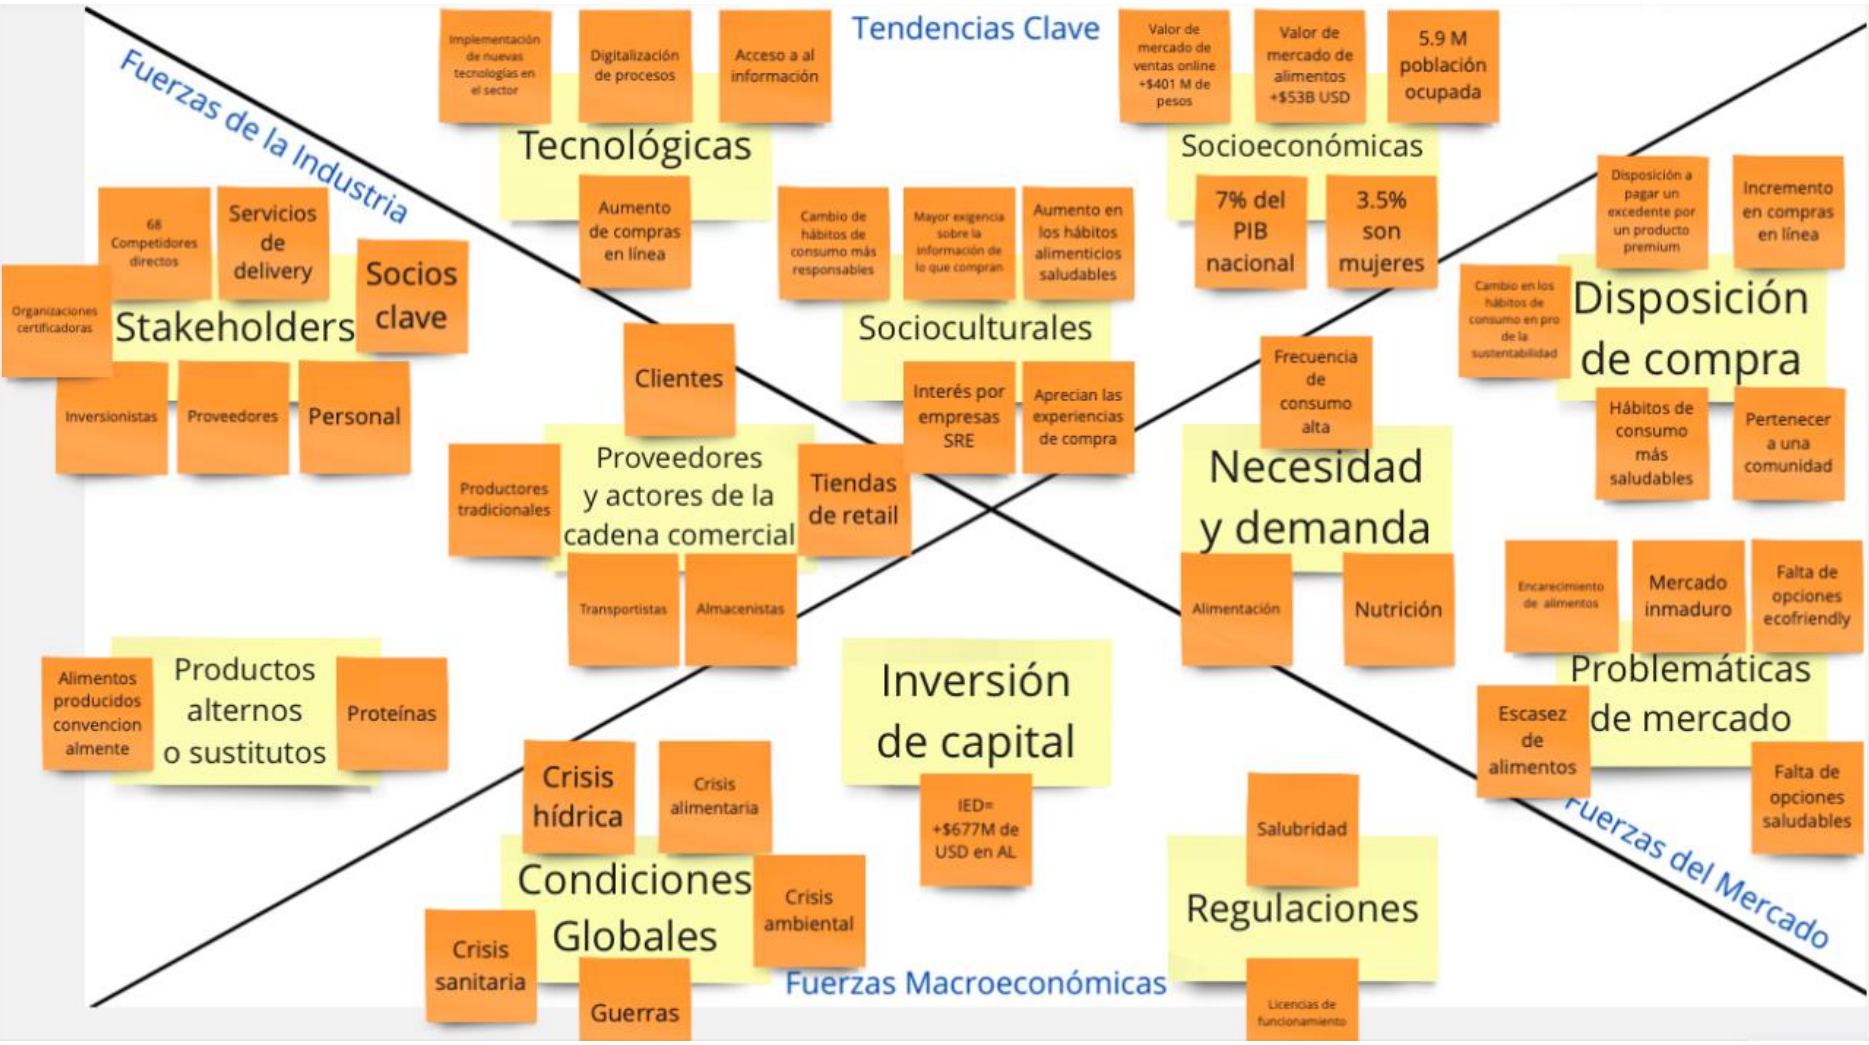 Tendencias Clave
Implementación
de nuevas
tecnologías en
el sector
Digitalización
de procesos
Acceso a al
información
Tecnológicas
Aumento
de compras
en línea
Valor de
mercado de
ventas online
+$401 M de
pesos
Valor de
mercado de
alimentos
+$53B USD
5.9 M
población
ocupada
Socioeconómicas
7% del
PIB
nacional
3.5%
son
mujeres
Cambio de
hábitos de
consumo más
responsables
Mayor exigencia
sobre la
información de
lo que compran
Aumento en
los hábitos
alimenticios
saludables
Socioculturales
Interés por
empresas
SRE
Aprecian las
experiencias
de compra
Fuerzas de la Industria
68
Competidores
directos
Servicios
de
delivery
Socios
clave
Organizaciones
certificadoras
Stakeholders
Inversionistas
Proveedores
Personal
Clientes
Productores
tradicionales
Proveedores
y actores de la
cadena comercial
Tiendas
de retail
Transportistas
Almacenistas
Alimentos
producidos
convencion
almente
Productos
alternos
o sustitutos
Proteínas
Disposición a
pagar un
excedente por
un producto
premium
Incremento
en compras
en línea
Cambio en los
hábitos de
consumo en pro
de la
sustentabilidad
Disposición
de compra
Hábitos de
consumo
más
saludables
Pertenecer
a una
comunidad
Frecuencia
de
consumo
alta
Necesidad
y demanda
Alimentación
Nutrición
Encarecimiento
de alimentos
Mercado
inmaduro
Falta de
opciones
ecofriendly
Problemáticas
de mercado
Escasez
de
alimentos
Falta de
opciones
saludables
Fuerzas del Mercado
Inversión
de capital
IED=
+$677M de
USD en AL
Crisis
hídrica
Crisis
alimentaria
Condiciones
Globales
Crisis
ambiental
Crisis
sanitaria
Guerras
Salubridad
Regulaciones
Licencias de
funcionamiento
Fuerzas Macroeconómicas